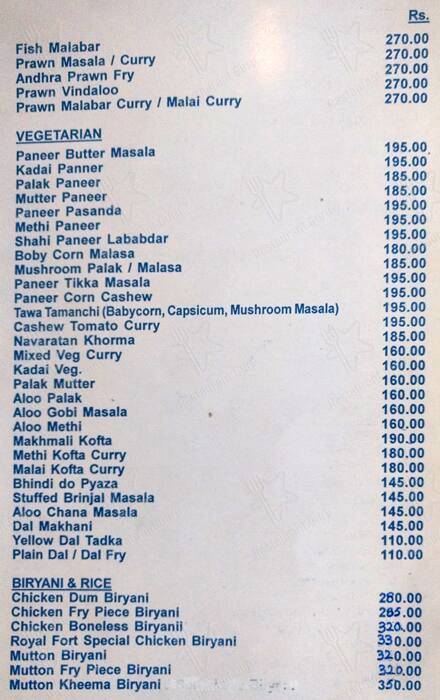 Rs.
Fish Malabar 270.00
Prawn Masala / Curry 270.00
Andhra Prawn Fry 270.00
Prawn Vindaloo 270.00
Prawn Malabar Curry / Malai Curry 270.00
VEGETARIAN
Paneer Butter Masala 195.00
Kadai Panner 195.00
Palak Paneer 185.00
Mutter Paneer 185.00
Paneer Pasanda 195.00
Methi Paneer 195.00
Shahi Paneer Lababdar 195.00
Boby Corn Malasa 180.00
Mushroom Palak / Malasa 185.00
Paneer Tikka Masala 195.00
Paneer Corn Cashew 195.00
Tawa Tamanchi (Babycorn, Capsicum, Mushroom Masala) 195.00
Cashew Tomato Curry 195.00
Navaratan Khorma 185.00
Mixed Veg Curry 160.00
Kadai Veg. 160.00
Palak Mutter 160.00
Aloo Palak 160.00
Aloo Gobi Masala 160.00
Aloo Methi 160.00
Makhmali Kofta 190.00
Methi Kofta Curry 180.00
Malai Kofta Curry 180.00
Bhindi do Pyaza 145.00
Stuffed Brinjal Masala 145.00
Aloo Chana Masala 145.00
Dal Makhani 145.00
Yellow Dal Tadka 110.00
Plain Dal / Dal Fry 110.00
BIRYANI & RICE
Chicken Dum Biryani 280.00
Chicken Fry Piece Biryani 285.00
Chicken Boneless Biryanii 320.00
Royal Fort Special Chicken Biryani 330.00
Mutton Biryani 320.00
Mutton Fry Piece Biryani 320.00
Mutton Kheema Biryani 350.00